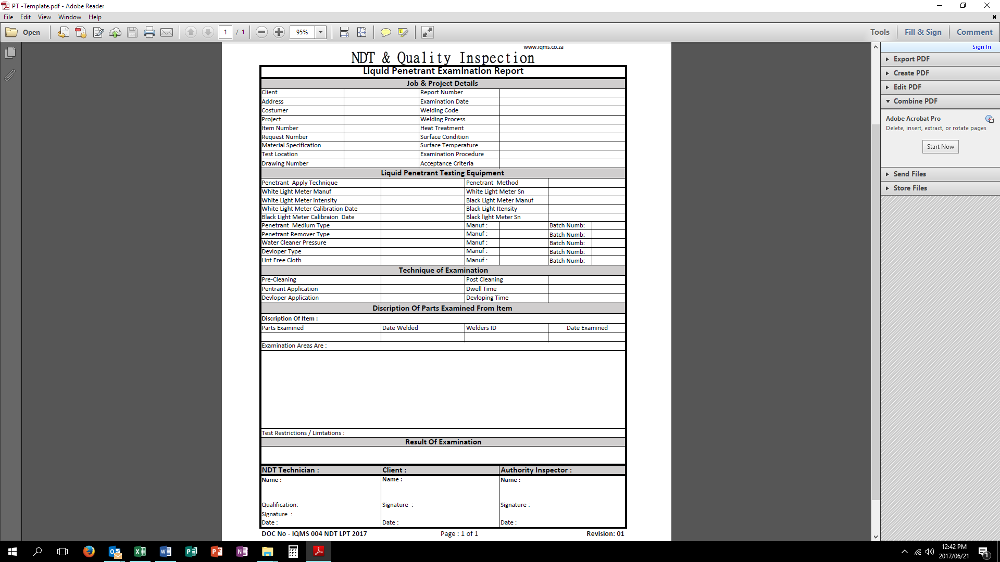 PT -Template.pdf - Adobe Reader
File Edit View Window Help
Open 1 / 1 95% Tools Fill & Sign Comment
Sign In
Export PDF
Create PDF
Edit PDF
Combine PDF
Adobe Acrobat Pro
Delete, insert, extract, or rotate pages
Start Now
Send Files
Store Files
www.iqms.co.za
NDT & Quality Inspection
Liquid Penetrant Examination Report
Job & Project Details
Client Report Number
Address Examination Date
Costumer Welding Code
Project Welding Process
Item Number Heat Treatment
Request Number Surface Condition
Material Specification Surface Temperature
Test Location Examination Procedure
Drawing Number Acceptance Criteria
Liquid Penetrant Testing Equipment
Penetrant Apply Technique Penetrant Method
White Light Meter Manuf White Light Meter Sn
White Light Meter intensity Black Light Meter Manuf
White Light Meter Calibration Date Black Light Itensity
Black Light Meter Calibraion Date Black light Meter Sn
Penetrant Medium Type Manuf : Batch Numb:
Penetrant Remover Type Manuf : Batch Numb:
Water Cleaner Pressure Manuf : Batch Numb:
Devloper Type Manuf : Batch Numb:
Lint Free Cloth Manuf : Batch Numb:
Technique of Examination
Pre-Cleaning Post Cleaning
Pentrant Application Dwell Time
Devloper Application Devloping Time
Discription Of Parts Examined From Item
Discription Of Item :
Parts Examined Date Welded Welders ID Date Examined
Examination Areas Are :
Test Restrictions / Limtations :
Result Of Examination
NDT Technician : Client : Authority Inspector :
Name : Name : Name :
Qualification: Signature : Signature :
Signature :
Date : Date : Date :
DOC No - IQMS 004 NDT LPT 2017 Page : 1 of 1 Revision: 01
12:42 PM
2017/06/21
1